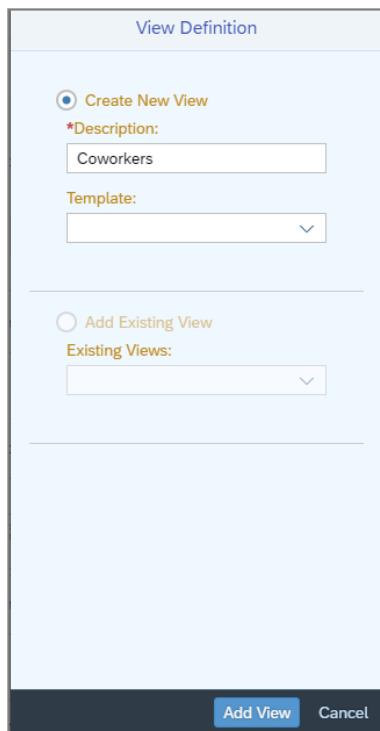 View Definition
Create New View
*Description:
Coworkers
Template:
Add Existing View
Existing Views:
Add View Cancel